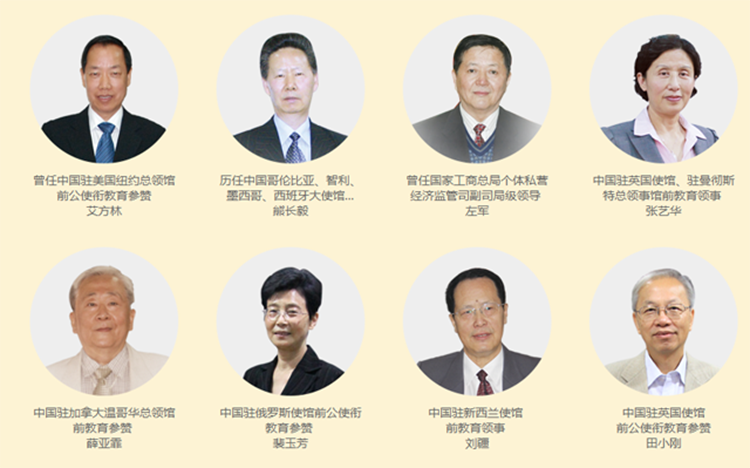 曾任中国驻美国纽约总领馆
前公使衔教育参赞
艾方林
历任中国哥伦比亚、智利、
墨西哥、西班牙大使馆...
熊长毅
曾任国家工商总局个体私营
经济监管司副司局级领导
左军
中国驻英国使馆、驻曼彻斯
特总领事馆前教育领事
张艺华
中国驻加拿大温哥华总领馆
前教育参赞
薛亚霏
中国驻俄罗斯使馆前公使衔
教育参赞
裴玉芳
中国驻新西兰使馆
前教育领事
刘疆
中国驻英国使馆
前公使衔教育参赞
田小刚